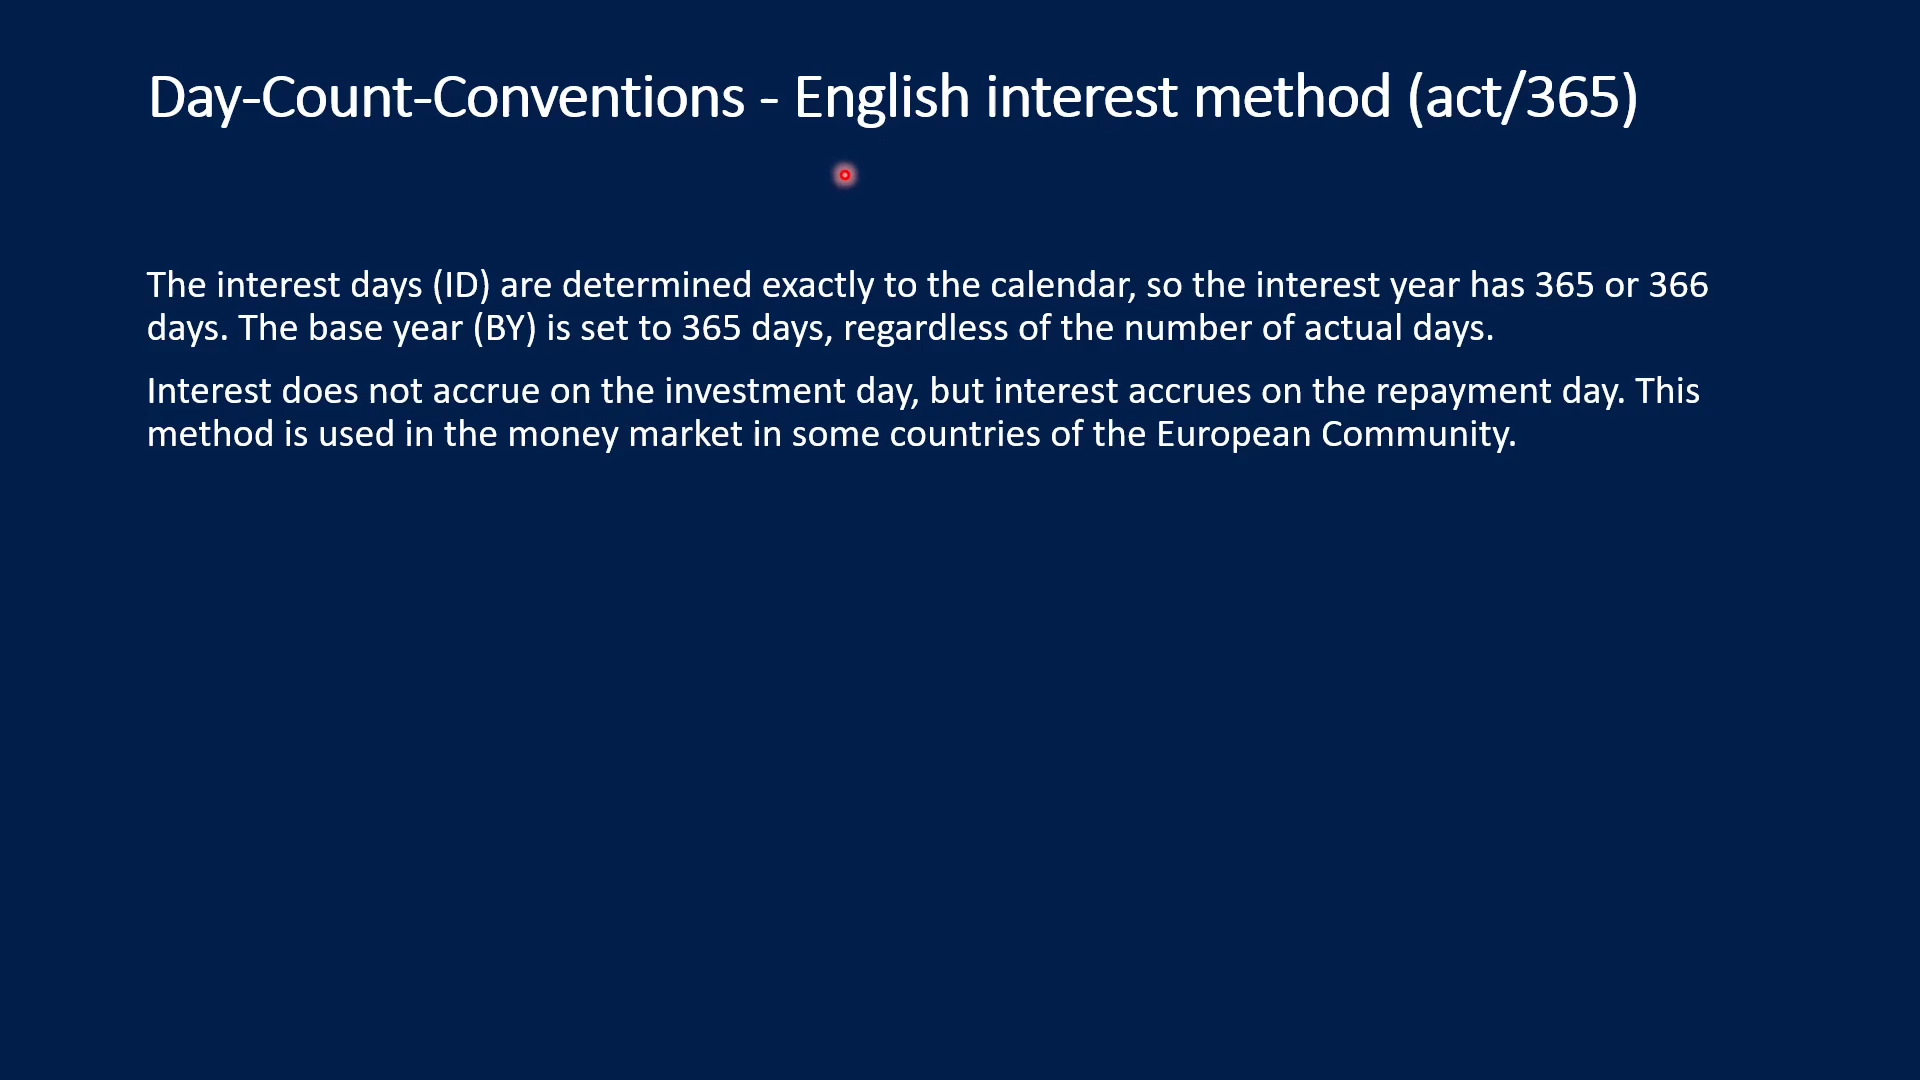 Day-Count-Conventions - English interest method (act/365)
The interest days (ID) are determined exactly to the calendar, so the interest year has 365 or 366
days. The base year (BY) is set to 365 days, regardless of the number of actual days.
Interest does not accrue on the investment day, but interest accrues on the repayment day. This
method is used in the money market in some countries of the European Community.